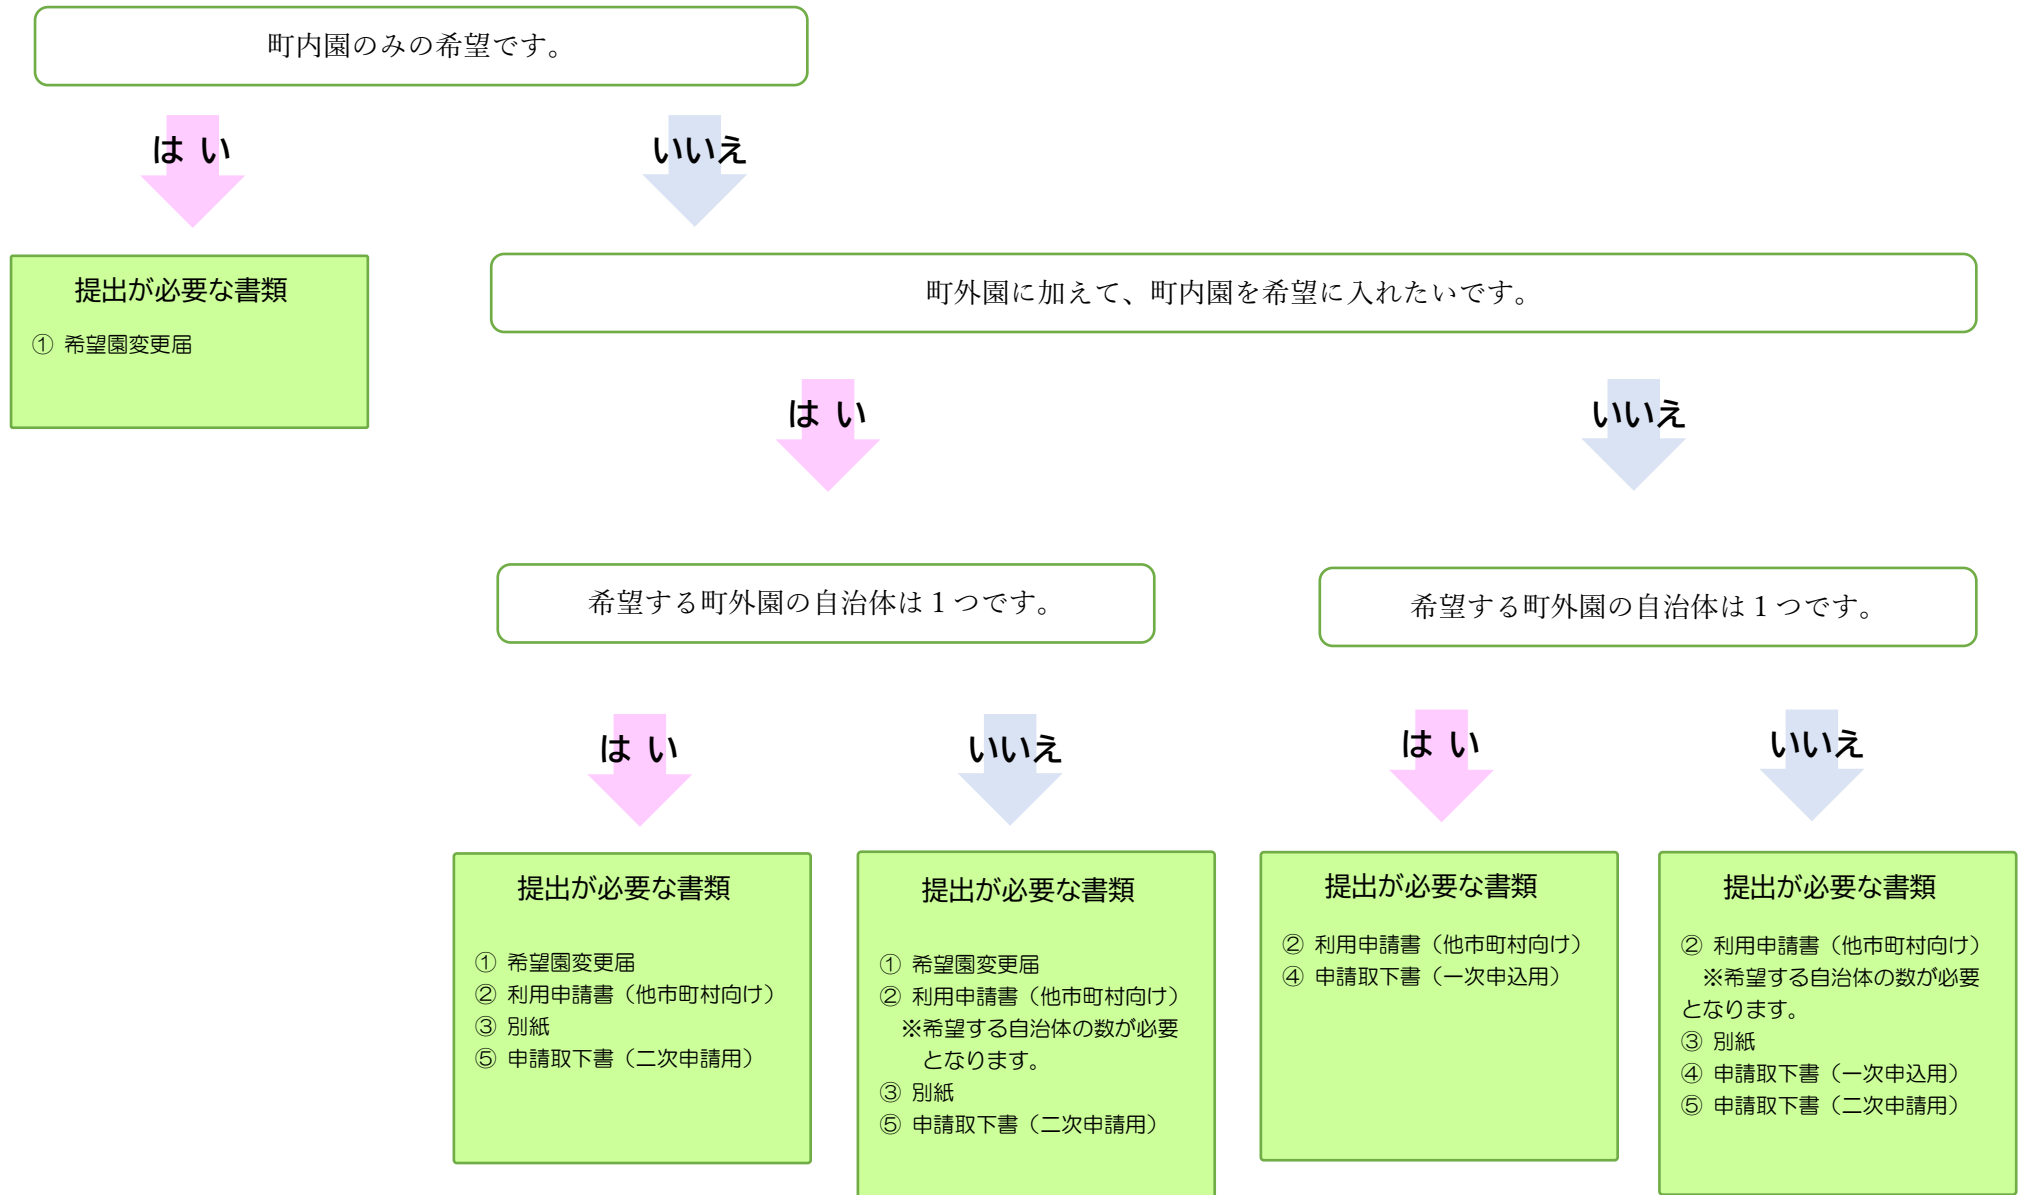 町内園のみの希望です。
は い
いいえ
提出が必要な書類
① 希望園変更届
町外園に加えて、町内園を希望に入れたいです。
は い
いいえ
希望する町外園の自治体は１つです。
希望する町外園の自治体は１つです。
は い
いいえ
は い
いいえ
提出が必要な書類
① 希望園変更届
② 利用申請書（他市町村向け）
③ 別紙
⑤ 申請取下書（二次申請用）
提出が必要な書類
① 希望園変更届
② 利用申請書（他市町村向け）
※希望する自治体の数が必要
となります。
③ 別紙
⑤ 申請取下書（二次申請用）
提出が必要な書類
② 利用申請書（他市町村向け）
④ 申請取下書（一次申込用）
提出が必要な書類
② 利用申請書（他市町村向け）
※希望する自治体の数が必要
となります。
③ 別紙
④ 申請取下書（一次申込用）
⑤ 申請取下書（二次申請用）